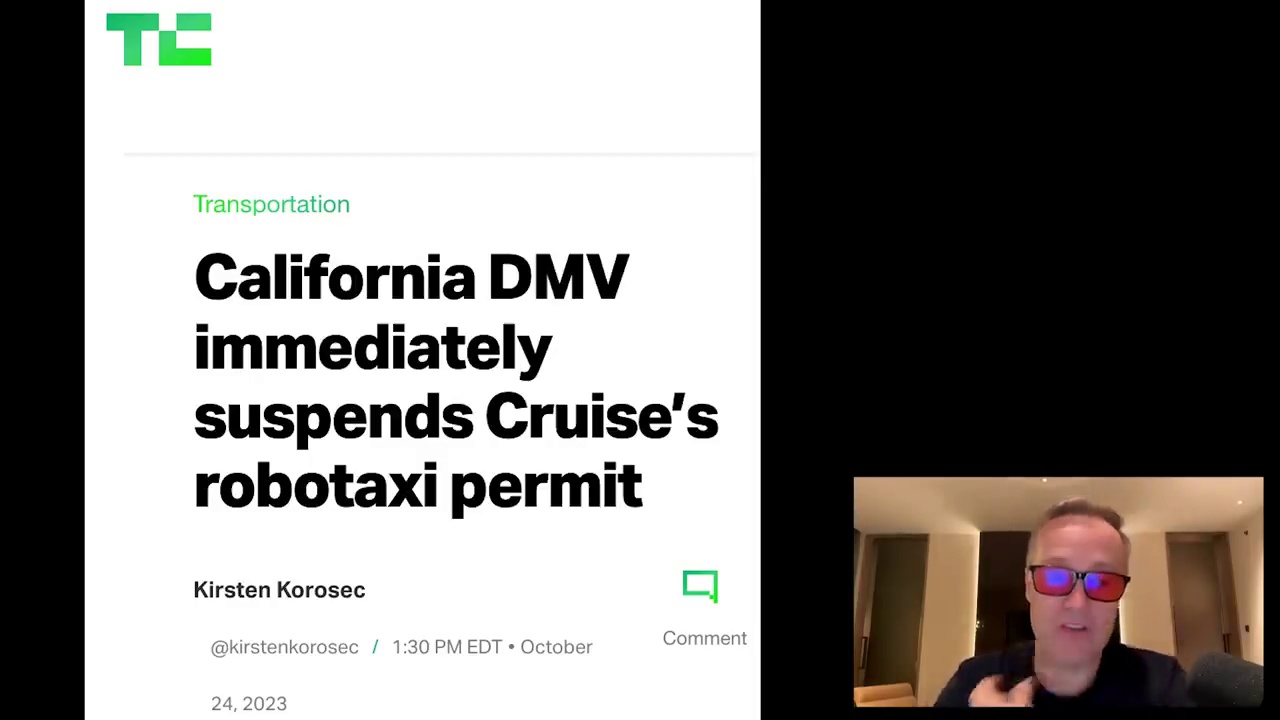 TC
Transportation
California DMV
immediately
suspends Cruise’s
robotaxi permit
Kirsten Korosec
@kirstenkorosec / 1:30 PM EDT • October
24, 2023
Comment